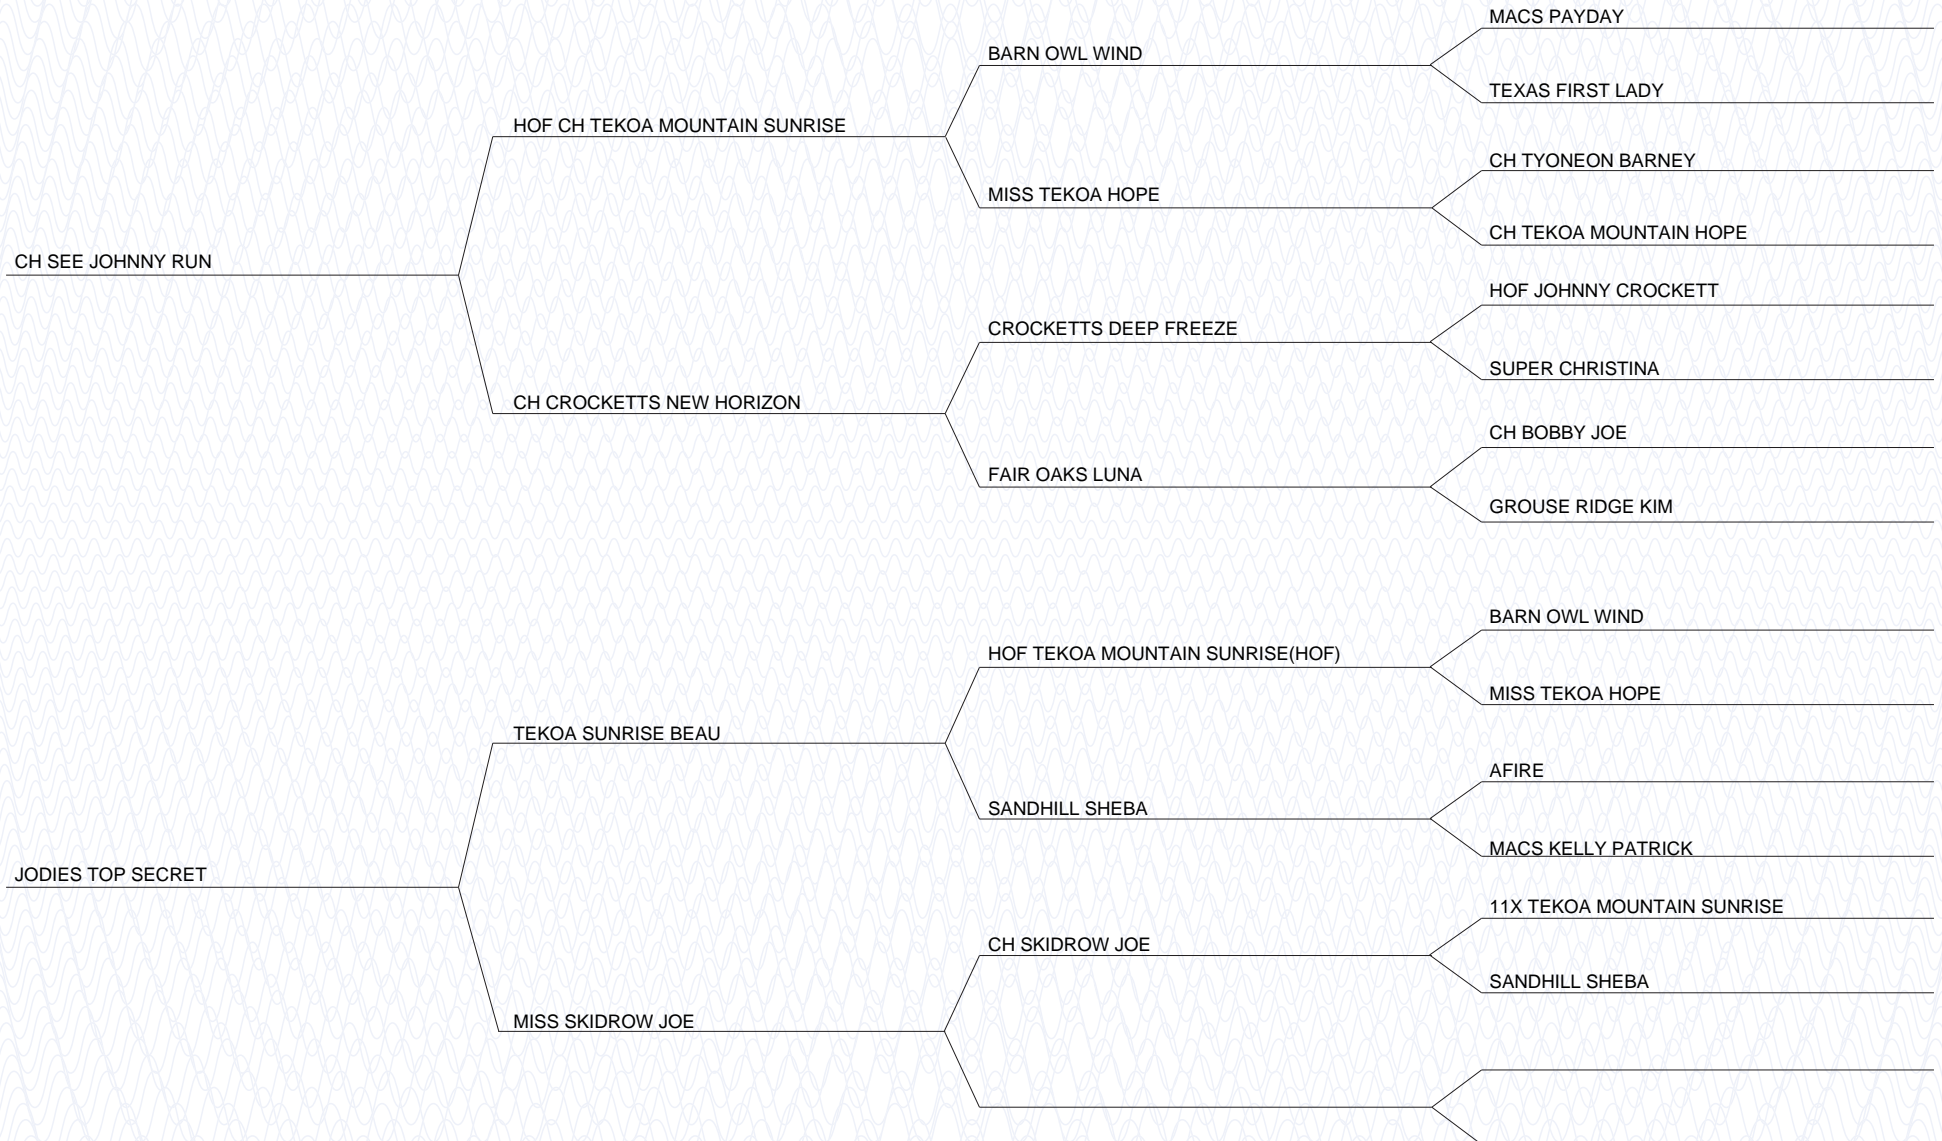 MACS PAYDAY
BARN OWL WIND
TEXAS FIRST LADY
HOF CH TEKOA MOUNTAIN SUNRISE
CH TYONEON BARNEY
MISS TEKOA HOPE
CH TEKOA MOUNTAIN HOPE
CH SEE JOHNNY RUN
HOF JOHNNY CROCKETT
CROCKETTS DEEP FREEZE
SUPER CHRISTINA
CH CROCKETTS NEW HORIZON
CH BOBBY JOE
FAIR OAKS LUNA
GROUSE RIDGE KIM
BARN OWL WIND
HOF TEKOA MOUNTAIN SUNRISE(HOF)
MISS TEKOA HOPE
TEKOA SUNRISE BEAU
AFIRE
SANDHILL SHEBA
MACS KELLY PATRICK
JODIES TOP SECRET
11X TEKOA MOUNTAIN SUNRISE
CH SKIDROW JOE
SANDHILL SHEBA
MISS SKIDROW JOE